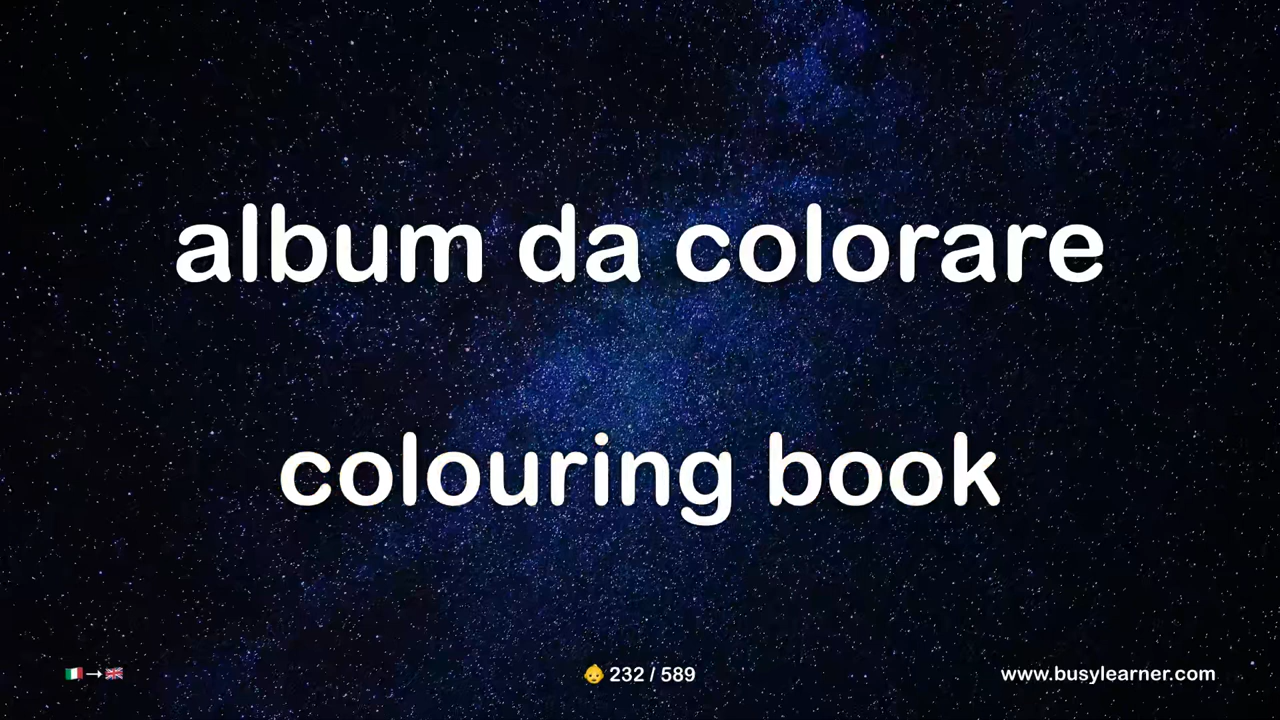 album da colorare
colouring book
🇮🇹→🇬🇧
👶 232 / 589
www.busylearner.com